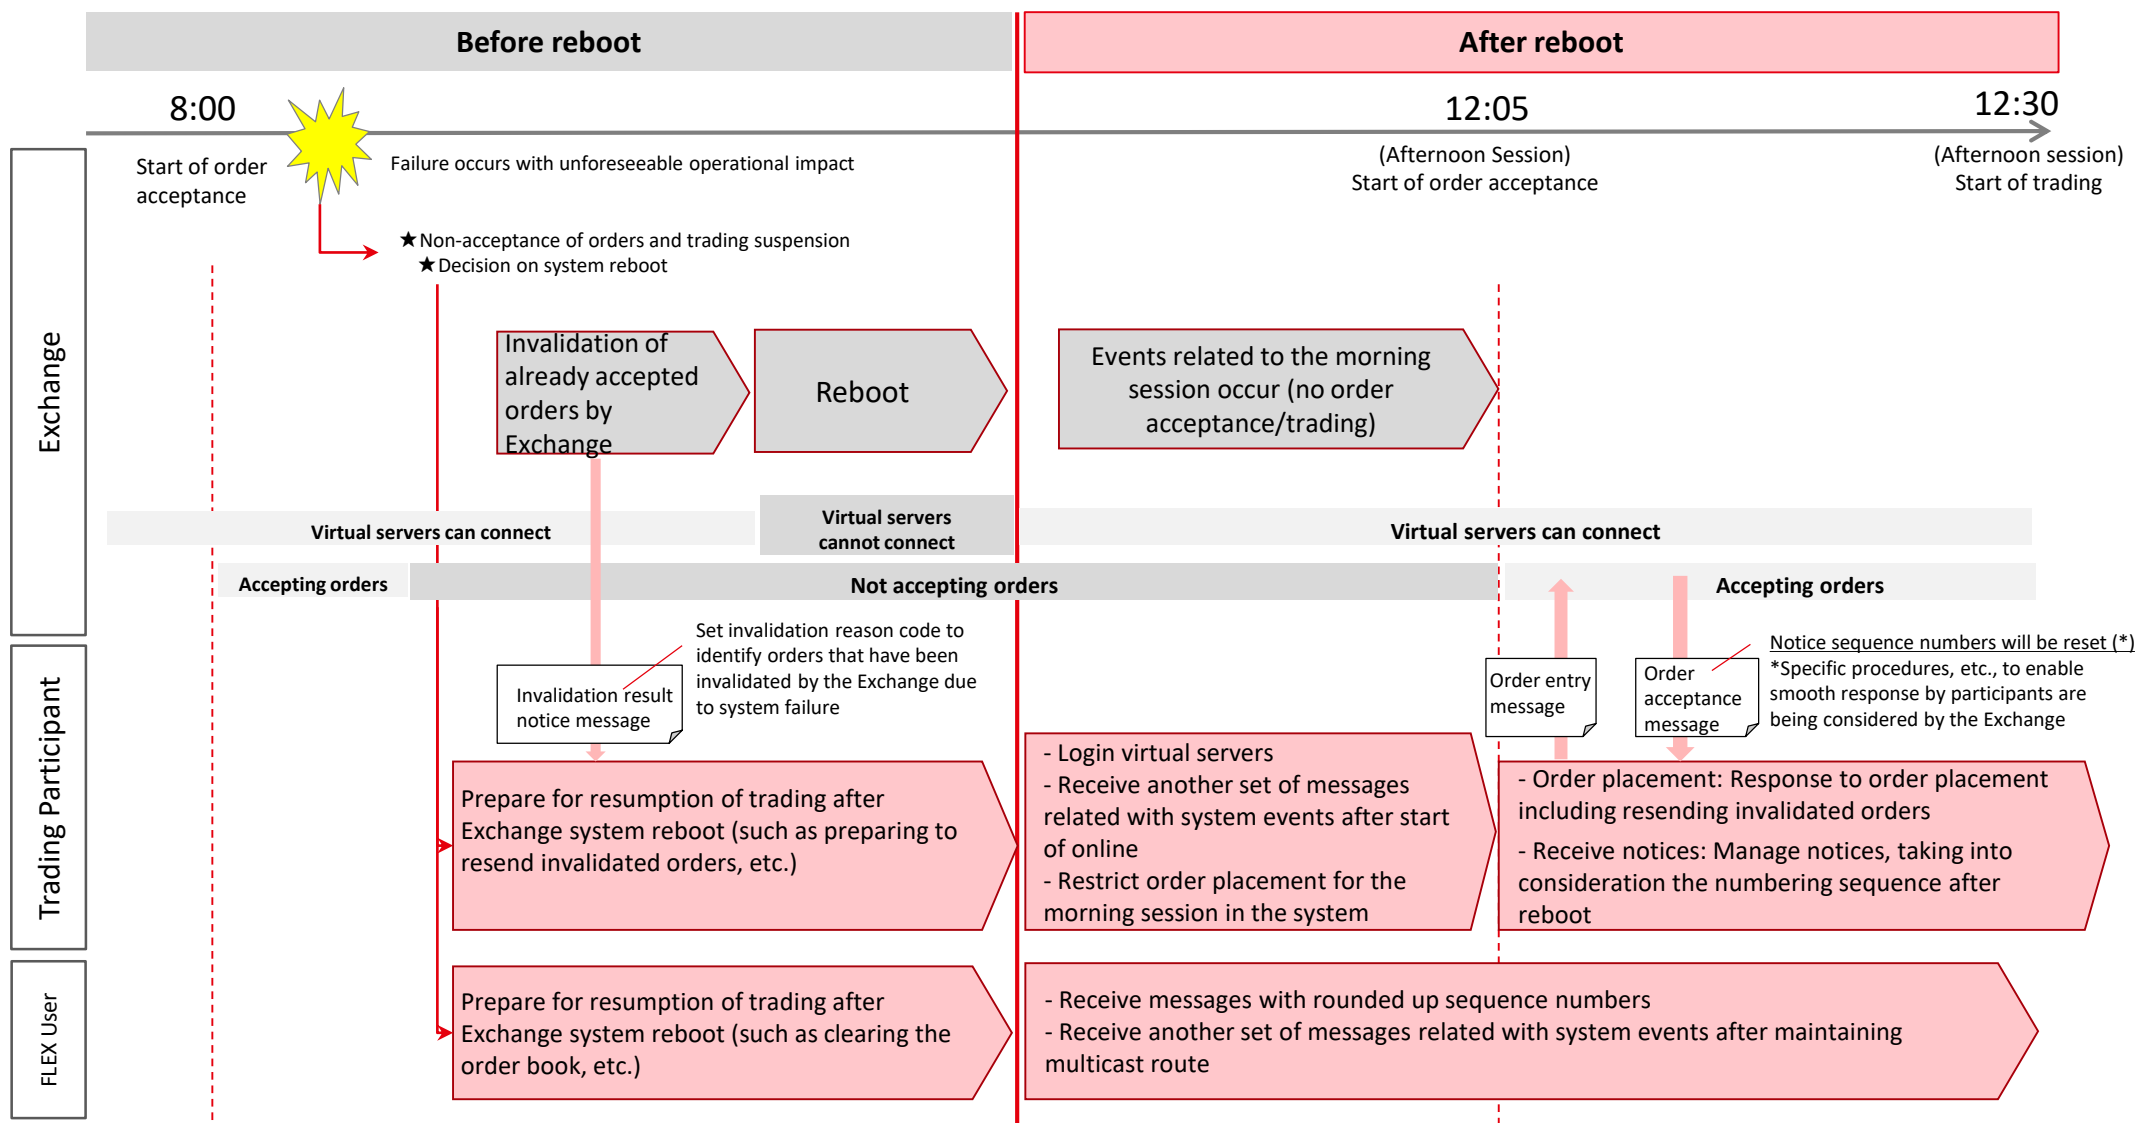 Before reboot
After reboot
8:00
12:05
12:30
Start of order
acceptance
Failure occurs with unforeseeable operational impact
(Afternoon Session)
Start of order acceptance
(Afternoon session)
Start of trading
★Non-acceptance of orders and trading suspension
★Decision on system reboot
Exchange
Invalidation of
already accepted
orders by
Exchange
Reboot
Events related to the morning
session occur (no order
acceptance/trading)
Virtual servers can connect
Virtual servers
cannot connect
Virtual servers can connect
Accepting orders
Not accepting orders
Accepting orders
Trading Participant
Invalidation result
notice message
Set invalidation reason code to
identify orders that have been
invalidated by the Exchange due
to system failure
Order entry
message
Order
acceptance
message
Notice sequence numbers will be reset (*)
*Specific procedures, etc., to enable
smooth response by participants are
being considered by the Exchange
Prepare for resumption of trading after
Exchange system reboot (such as preparing to
resend invalidated orders, etc.)
- Login virtual servers
- Receive another set of messages
related with system events after start
of online
- Restrict order placement for the
morning session in the system
- Order placement: Response to order placement
including resending invalidated orders
- Receive notices: Manage notices, taking into
consideration the numbering sequence after
reboot
FLEX User
Prepare for resumption of trading after
Exchange system reboot (such as clearing the
order book, etc.)
- Receive messages with rounded up sequence numbers
- Receive another set of messages related with system events after maintaining
multicast route